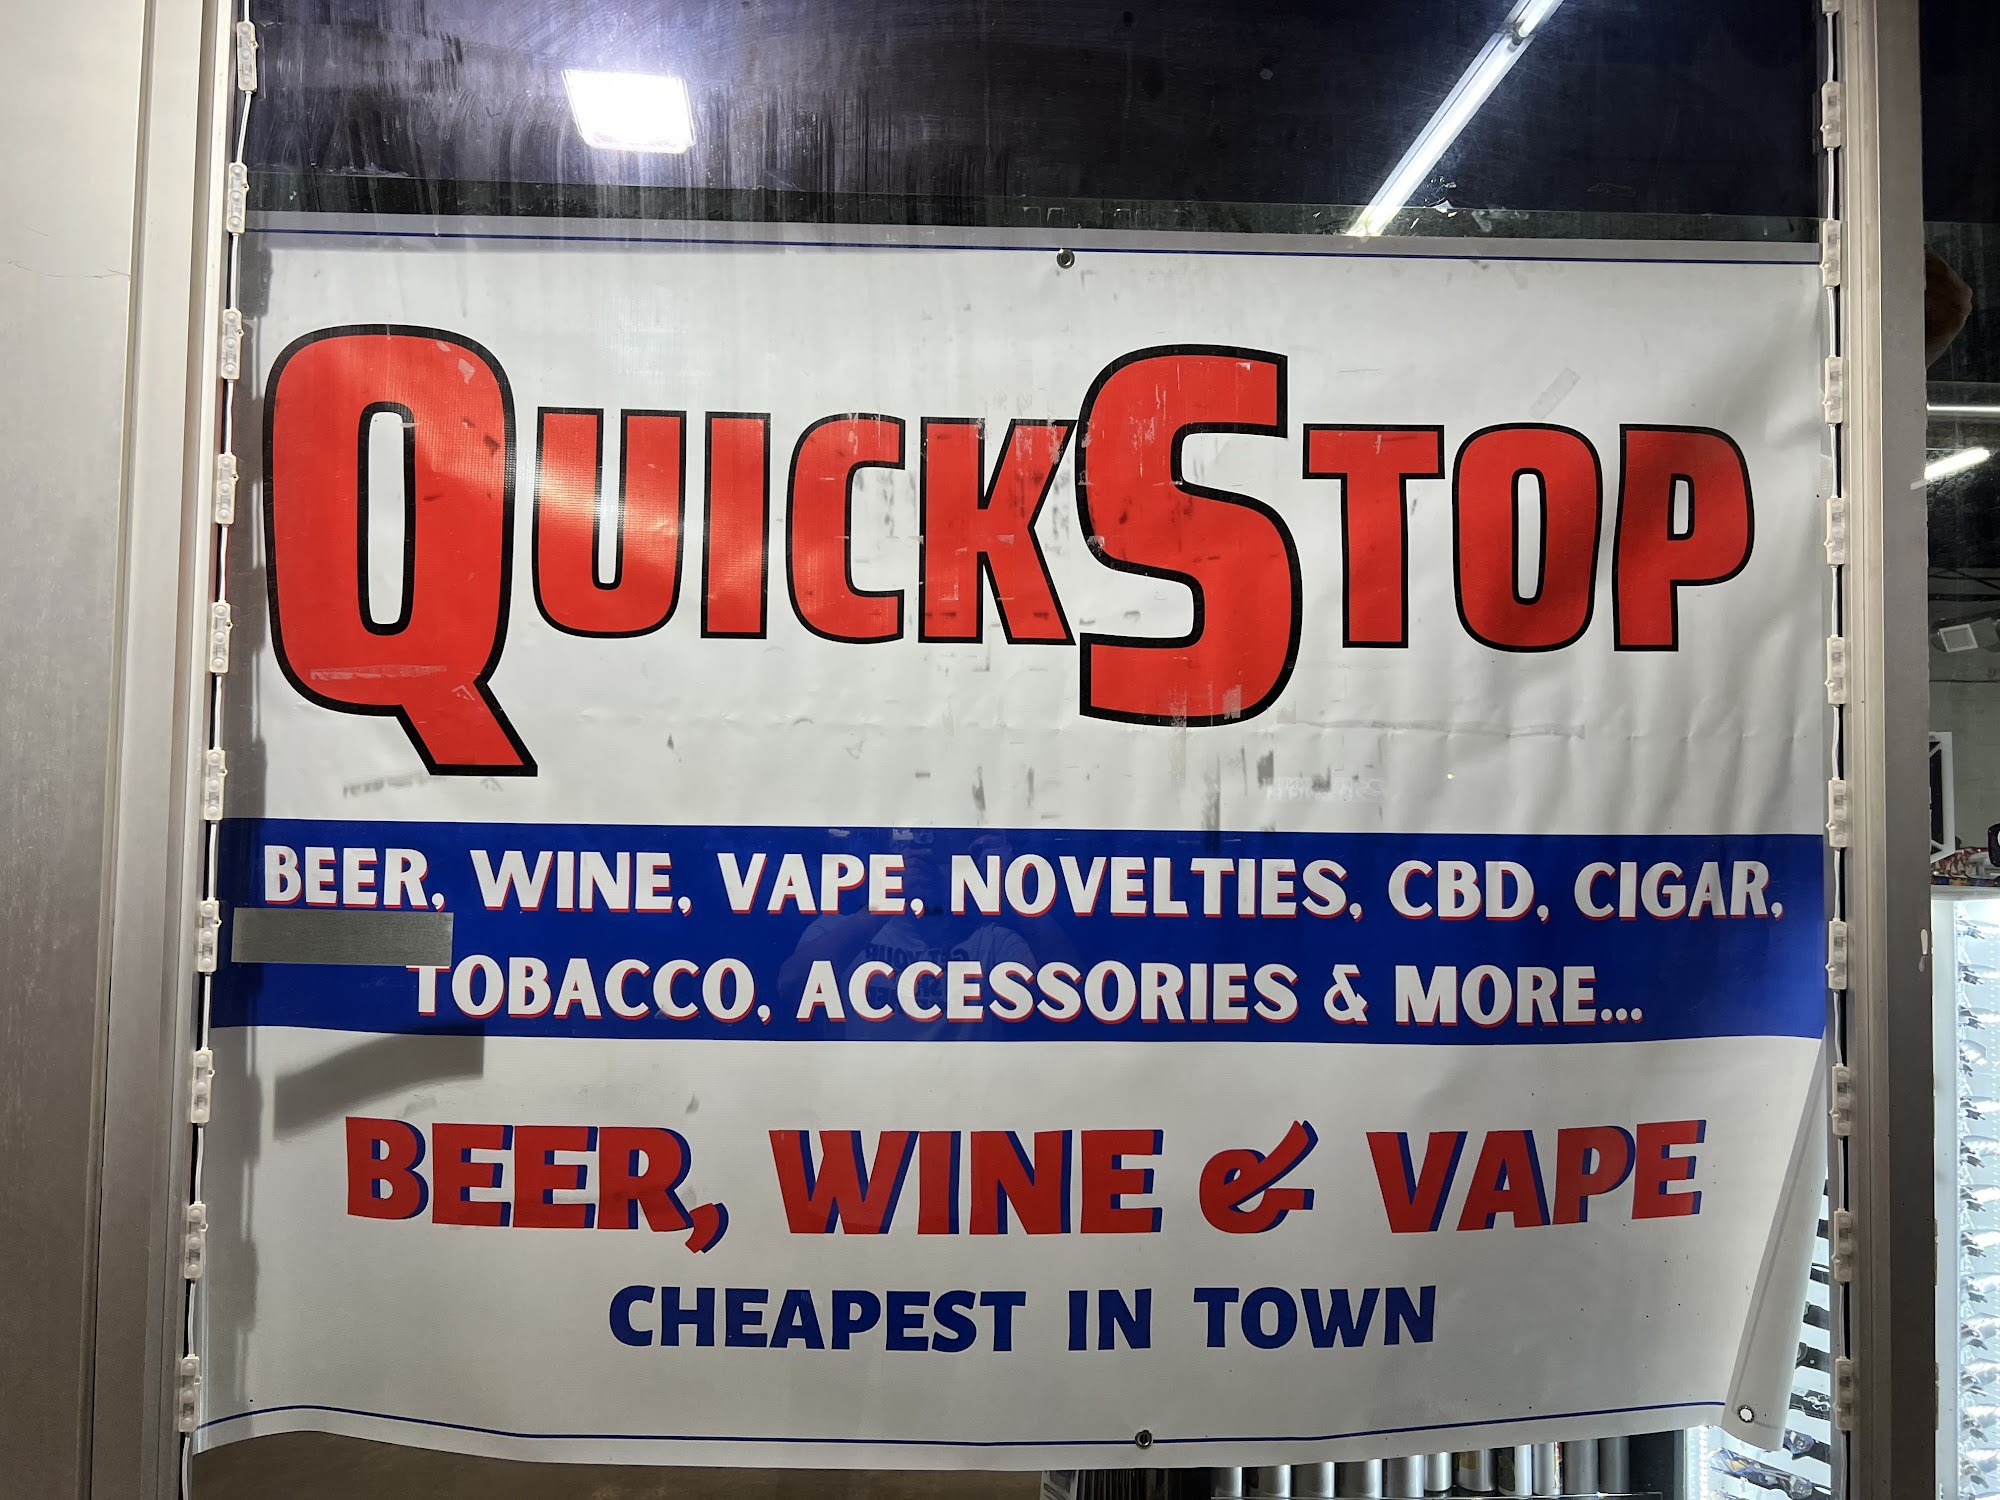 QUICKSTOP
BEER, WINE, VAPE, NOVELTIES, CBD, CIGAR,
TOBACCO, ACCESSORIES & MORE...
BEER, WINE & VAPE
CHEAPEST IN TOWN